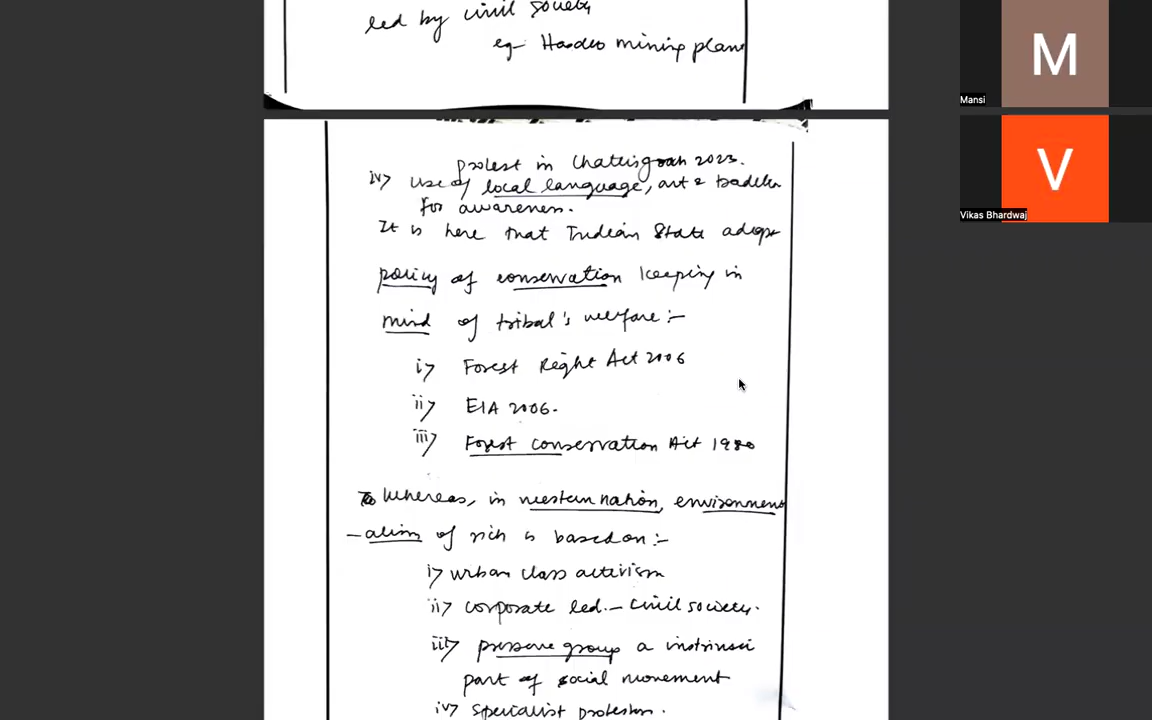 led by civil society
eg- Hasdeo mining plane
protest in Chattisgarh 2023.
iv> use of local language, art &
for awareness.
It is here that Indian State adopt
policy of conservation keeping in
mind of tribal's welfare:-
i> Forest Right Act 2006
ii> EIA 2006.
iii> Forest conservation Act 1980
Whereas, in western nation, environment
-alism of rich is based on:-
i> urban class activism
ii> corporate led - civil society.
iii> pressure group a instrinsic
part of social movement
iv> specialist protestors.
M
Mansi
V
Vikas Bhardwaj